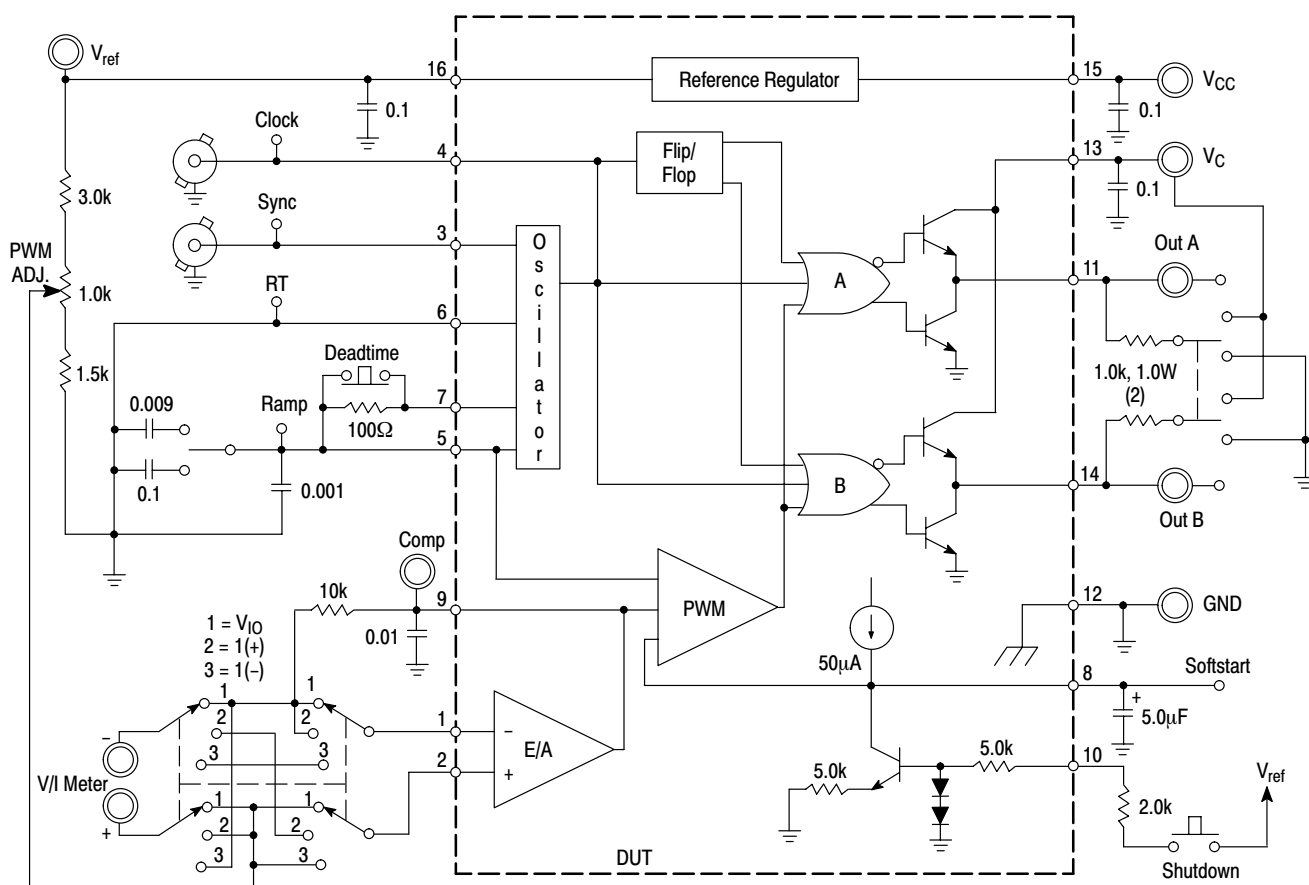 Vref
16
Reference Regulator
15
VCC
0.1
0.1
Clock
4
Flip/
Flop
13
VC
3.0k
0.1
Sync
3
O
s
c
i
l
l
a
t
o
r
PWM
ADJ.
1.0k
RT
6
A
11
Out A
1.5k
Deadtime
7
1.0k, 1.0W
(2)
0.009
Ramp
100Ω
5
0.1
0.001
B
14
Out B
Comp
10k
9
PWM
12
GND
1 = VIO
2 = 1(+)
3 = 1(−)
0.01
50μA
8
Softstart
1
1
1
−
+
5.0μF
2
2
3
3
−
E/A
5.0k
10
V/I Meter
2
+
5.0k
Vref
+
1
1
2.0k
2
2
3
3
DUT
Shutdown